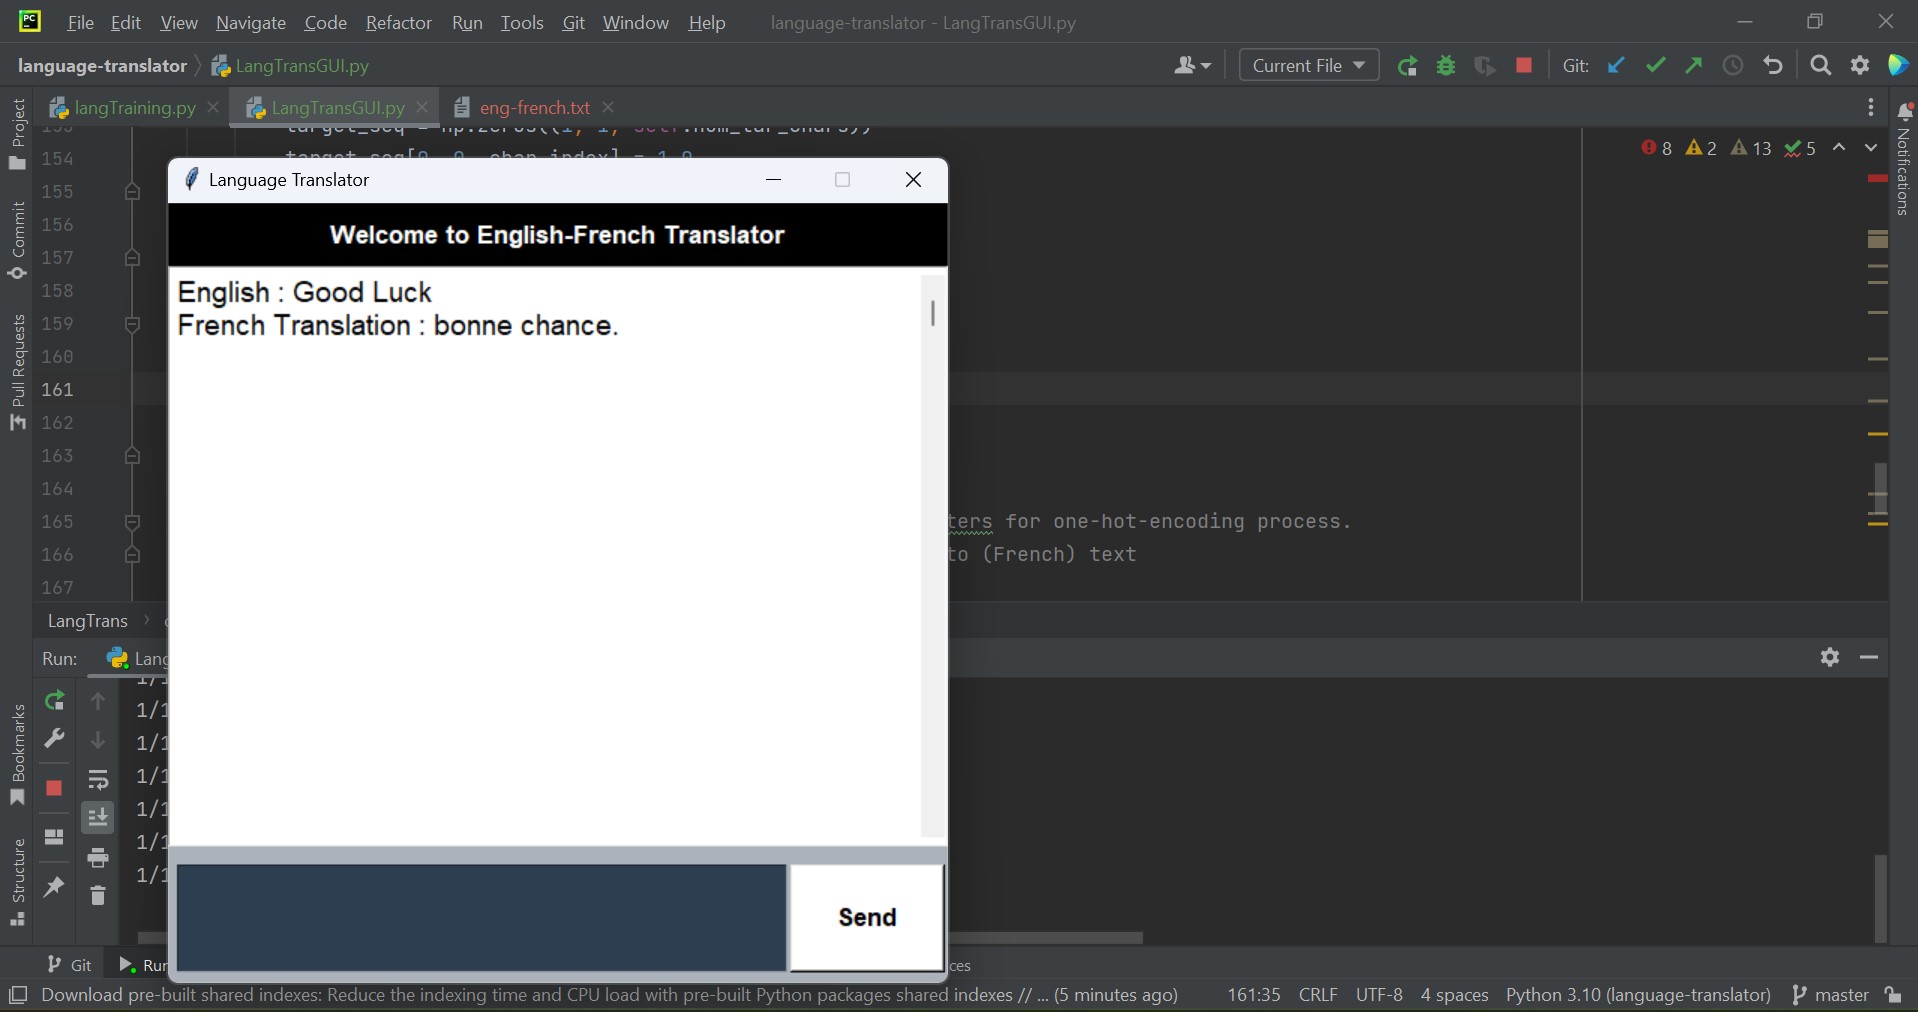 File Edit View Navigate Code Refactor Run Tools Git Window Help language-translator - LangTransGUI.py
language-translator LangTransGUI.py Current File Git:
langTraining.py LangTransGUI.py eng-french.txt
154
155
156
157
158
159
160
161
162
163
164
165 ters for one-hot-encoding process.
166 to (French) text
167
8 2 13 5
Language Translator
Welcome to English-French Translator
English : Good Luck
French Translation : bonne chance.
Send
LangTrans
Run: Lang
1/1
1/1
1/1
1/1
1/1
1/1
Project
Commit
Pull Requests
Bookmarks
Structure
Notifications
Git Run ces
Download pre-built shared indexes: Reduce the indexing time and CPU load with pre-built Python packages shared indexes // ... (5 minutes ago) 161:35 CRLF UTF-8 4 spaces Python 3.10 (language-translator) master